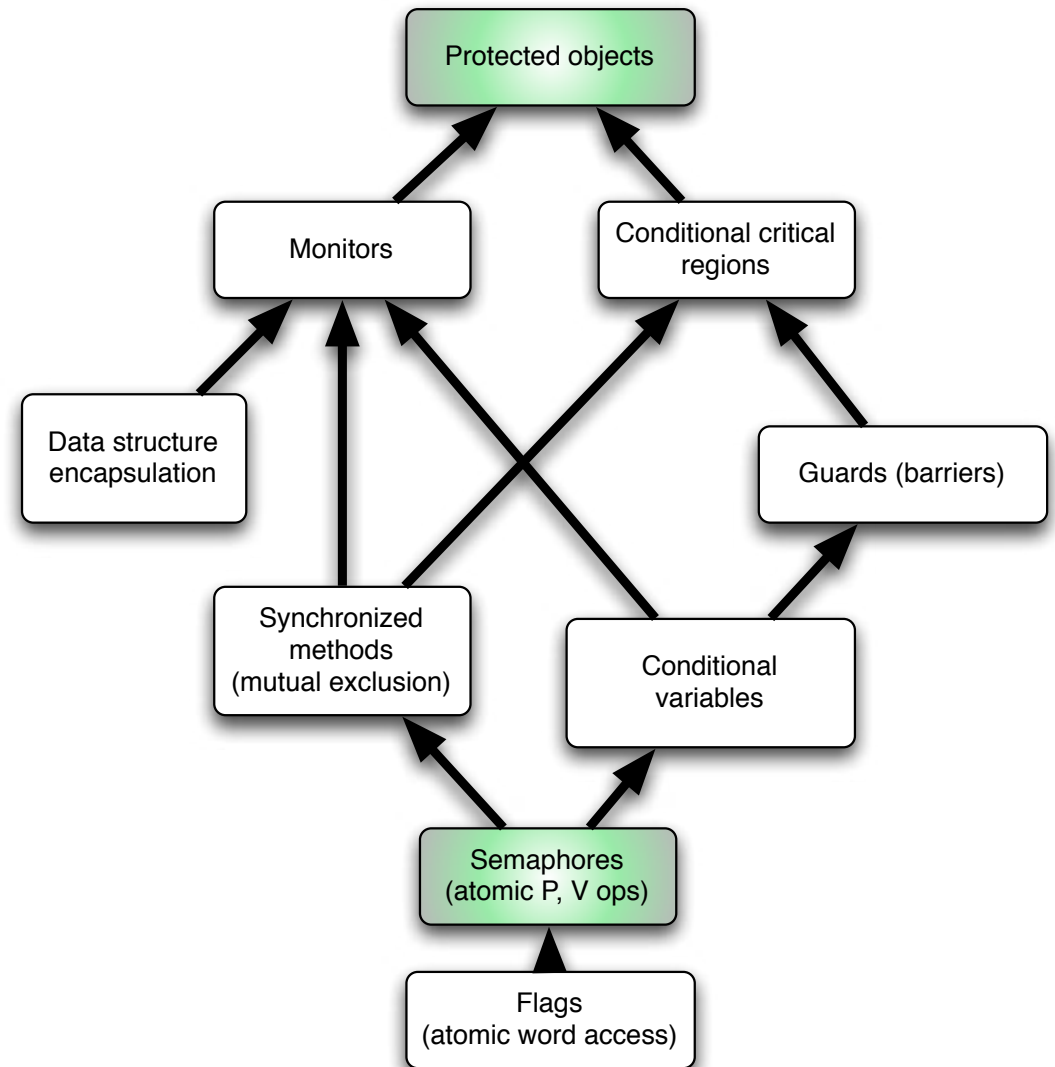 Protected objects
Monitors
Conditional critical
regions
Data structure
encapsulation
Guards (barriers)
Synchronized
methods
(mutual exclusion)
Conditional
variables
Semaphores
(atomic P, V ops)
Flags
(atomic word access)